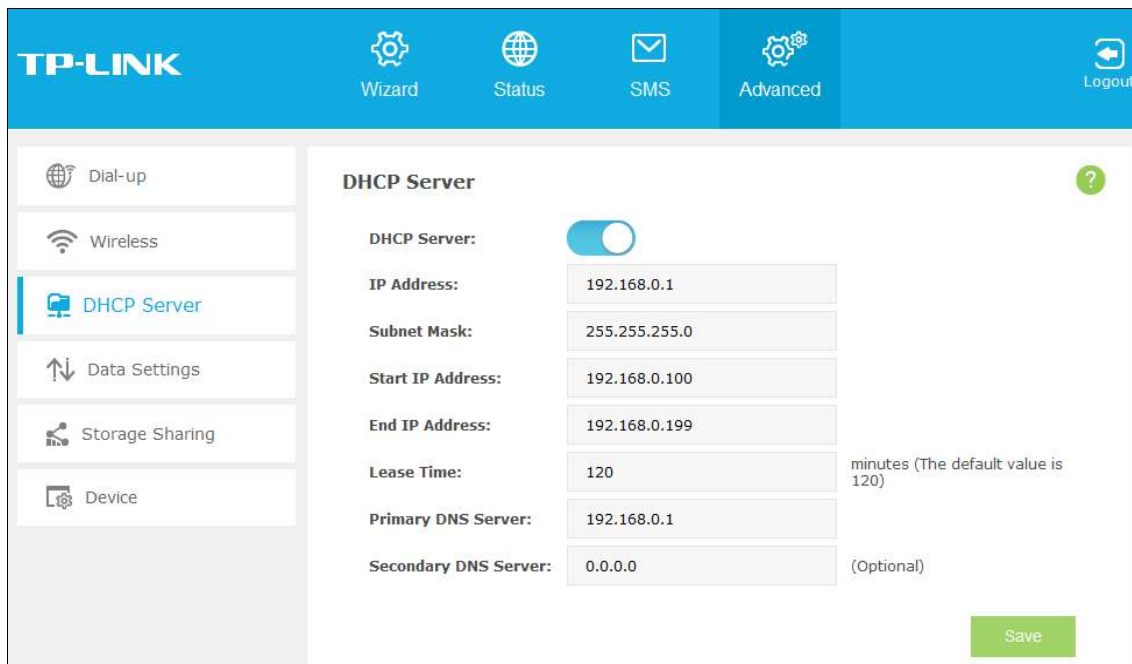 TP-LINK
Wizard
Status
SMS
Advanced
Logout
Dial-up
Wireless
DHCP Server
Data Settings
Storage Sharing
Device
DHCP Server
?
DHCP Server:
IP Address: 192.168.0.1
Subnet Mask: 255.255.255.0
Start IP Address: 192.168.0.100
End IP Address: 192.168.0.199
Lease Time: 120 minutes (The default value is
120)
Primary DNS Server: 192.168.0.1
Secondary DNS Server: 0.0.0.0 (Optional)
Save